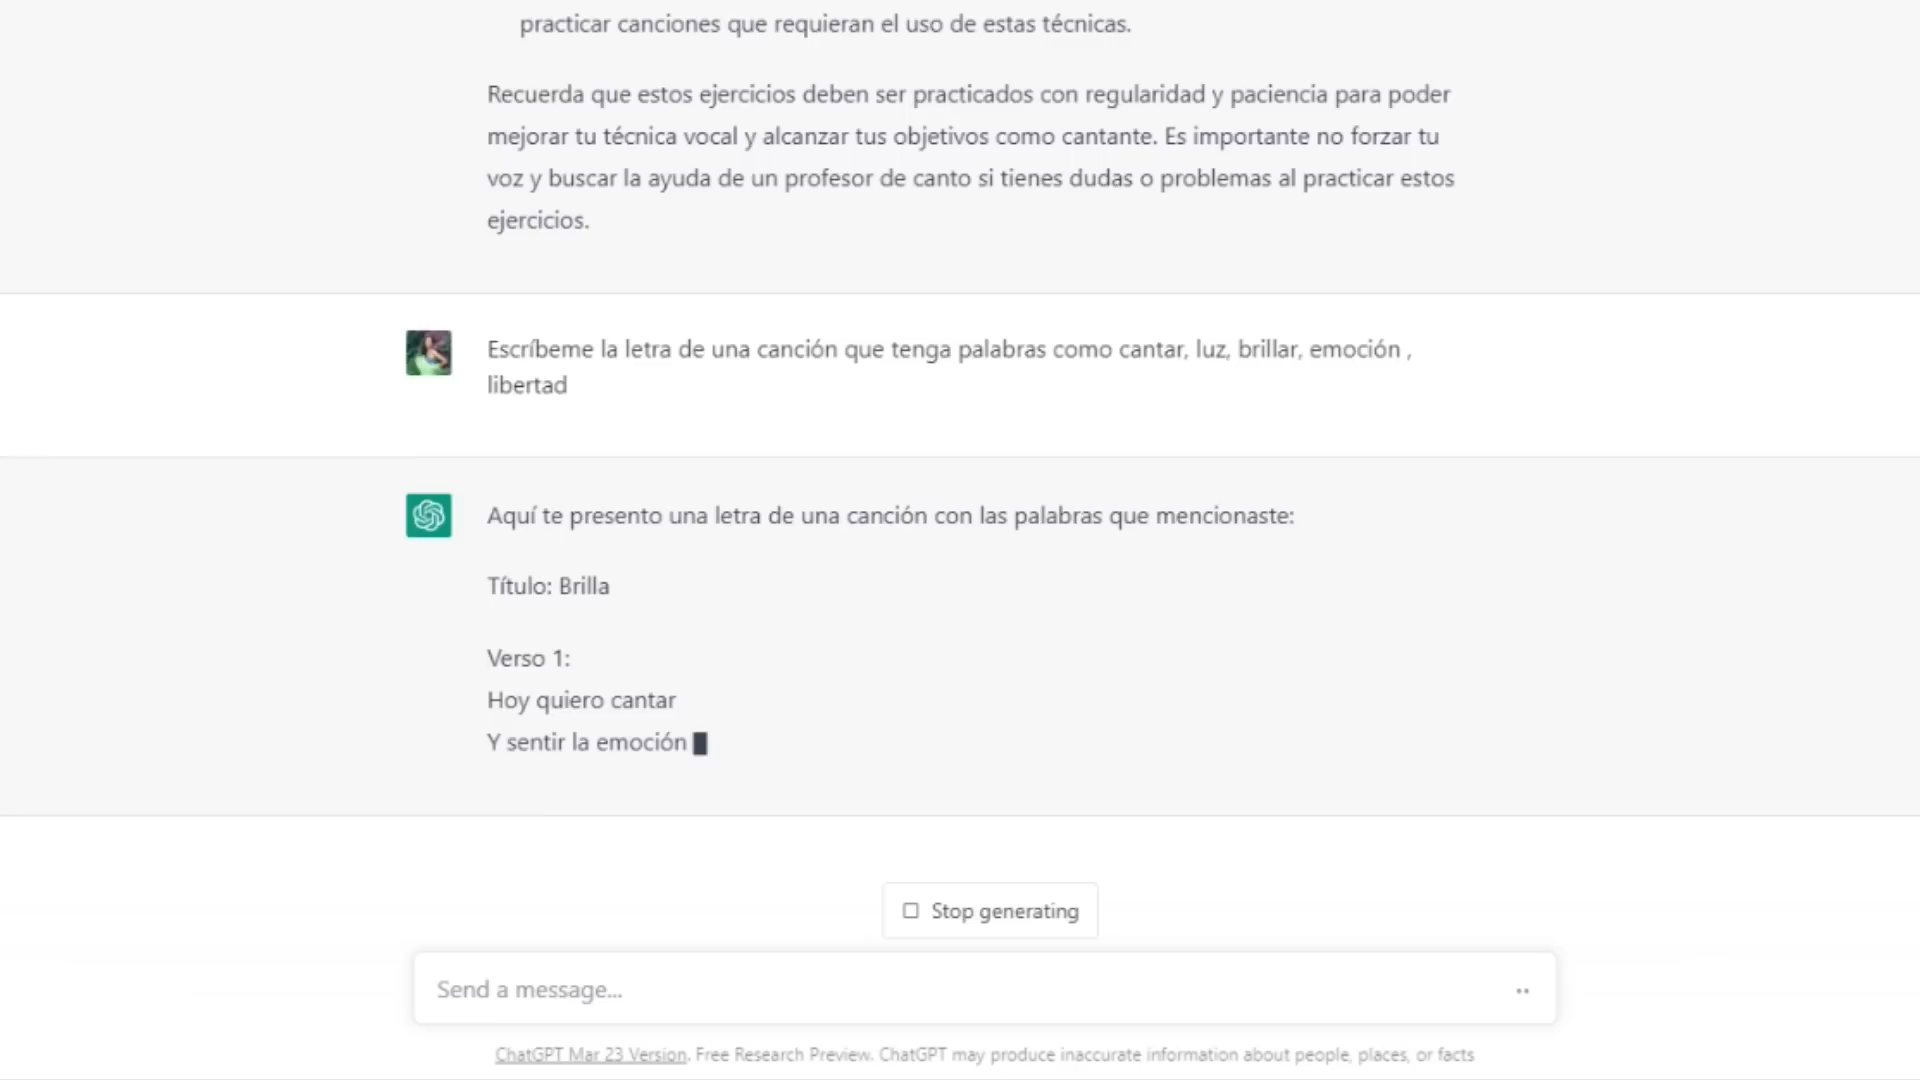 practicar canciones que requieran el uso de estas técnicas.
Recuerda que estos ejercicios deben ser practicados con regularidad y paciencia para poder
mejorar tu técnica vocal y alcanzar tus objetivos como cantante. Es importante no forzar tu
voz y buscar la ayuda de un profesor de canto si tienes dudas o problemas al practicar estos
ejercicios.
Escríbeme la letra de una canción que tenga palabras como cantar, luz, brillar, emoción ,
libertad
Aquí te presento una letra de una canción con las palabras que mencionaste:
Título: Brilla
Verso 1:
Hoy quiero cantar
Y sentir la emoción
Stop generating
Send a message...
ChatGPT Mar 23 Version. Free Research Preview. ChatGPT may produce inaccurate information about people, places, or facts